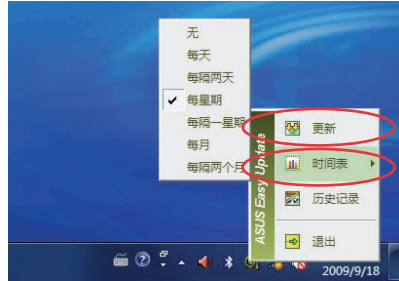 无
每天
每隔两天
每星期
每隔一星期
每月
每隔两个月
ASUS Easy Update
更新
时间表
历史记录
退出
2009/9/18